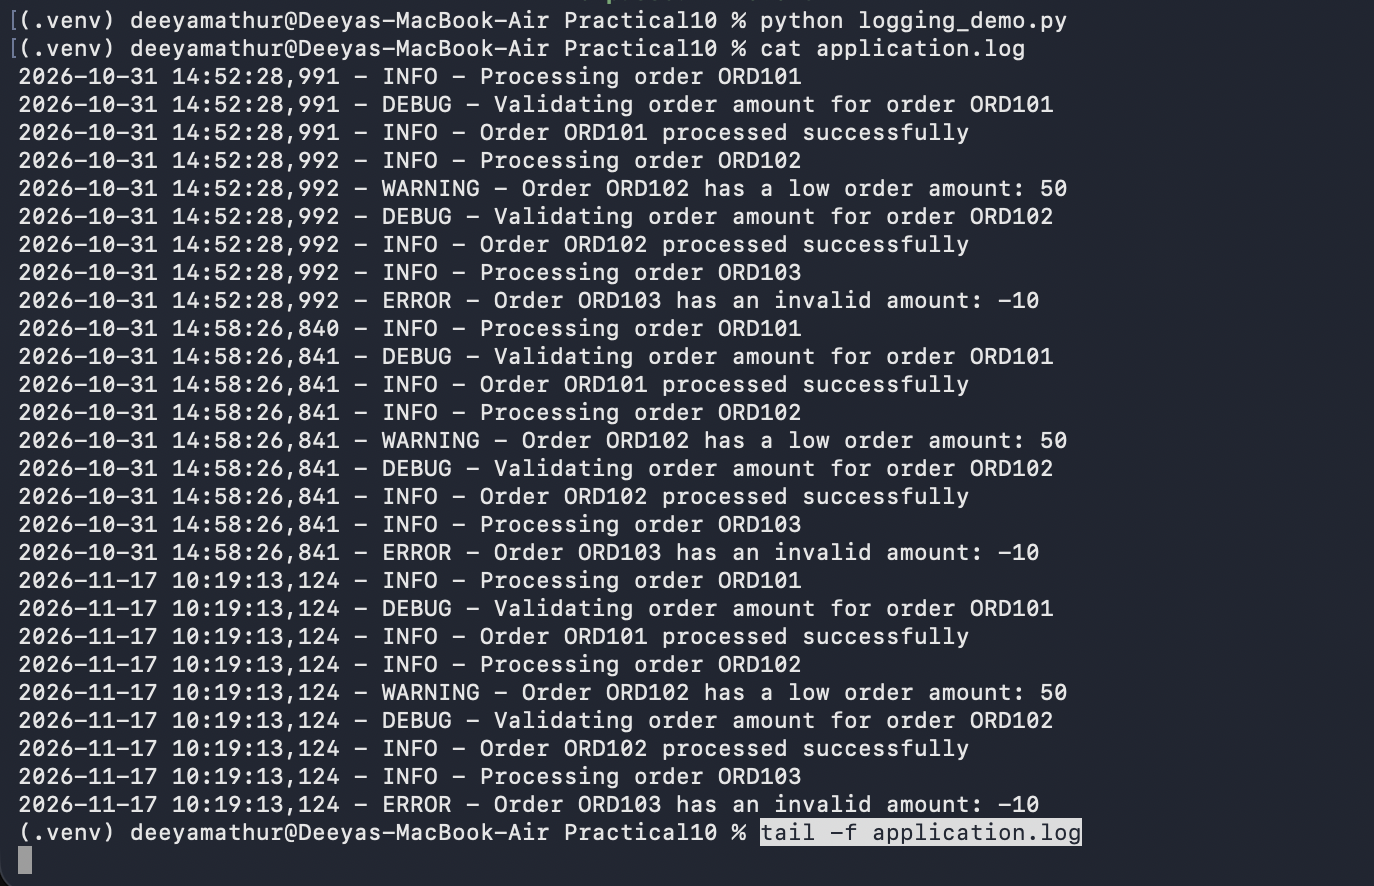 [(.venv) deeyamathur@Deeyas-MacBook-Air Practical10 % python logging_demo.py
[(.venv) deeyamathur@Deeyas-MacBook-Air Practical10 % cat application.log
2026-10-31 14:52:28,991 - INFO - Processing order ORD101
2026-10-31 14:52:28,991 - DEBUG - Validating order amount for order ORD101
2026-10-31 14:52:28,991 - INFO - Order ORD101 processed successfully
2026-10-31 14:52:28,992 - INFO - Processing order ORD102
2026-10-31 14:52:28,992 - WARNING - Order ORD102 has a low order amount: 50
2026-10-31 14:52:28,992 - DEBUG - Validating order amount for order ORD102
2026-10-31 14:52:28,992 - INFO - Order ORD102 processed successfully
2026-10-31 14:52:28,992 - INFO - Processing order ORD103
2026-10-31 14:52:28,992 - ERROR - Order ORD103 has an invalid amount: -10
2026-10-31 14:58:26,840 - INFO - Processing order ORD101
2026-10-31 14:58:26,841 - DEBUG - Validating order amount for order ORD101
2026-10-31 14:58:26,841 - INFO - Order ORD101 processed successfully
2026-10-31 14:58:26,841 - INFO - Processing order ORD102
2026-10-31 14:58:26,841 - WARNING - Order ORD102 has a low order amount: 50
2026-10-31 14:58:26,841 - DEBUG - Validating order amount for order ORD102
2026-10-31 14:58:26,841 - INFO - Order ORD102 processed successfully
2026-10-31 14:58:26,841 - INFO - Processing order ORD103
2026-10-31 14:58:26,841 - ERROR - Order ORD103 has an invalid amount: -10
2026-11-17 10:19:13,124 - INFO - Processing order ORD101
2026-11-17 10:19:13,124 - DEBUG - Validating order amount for order ORD101
2026-11-17 10:19:13,124 - INFO - Order ORD101 processed successfully
2026-11-17 10:19:13,124 - INFO - Processing order ORD102
2026-11-17 10:19:13,124 - WARNING - Order ORD102 has a low order amount: 50
2026-11-17 10:19:13,124 - DEBUG - Validating order amount for order ORD102
2026-11-17 10:19:13,124 - INFO - Order ORD102 processed successfully
2026-11-17 10:19:13,124 - INFO - Processing order ORD103
2026-11-17 10:19:13,124 - ERROR - Order ORD103 has an invalid amount: -10
(.venv) deeyamathur@Deeyas-MacBook-Air Practical10 % tail -f application.log